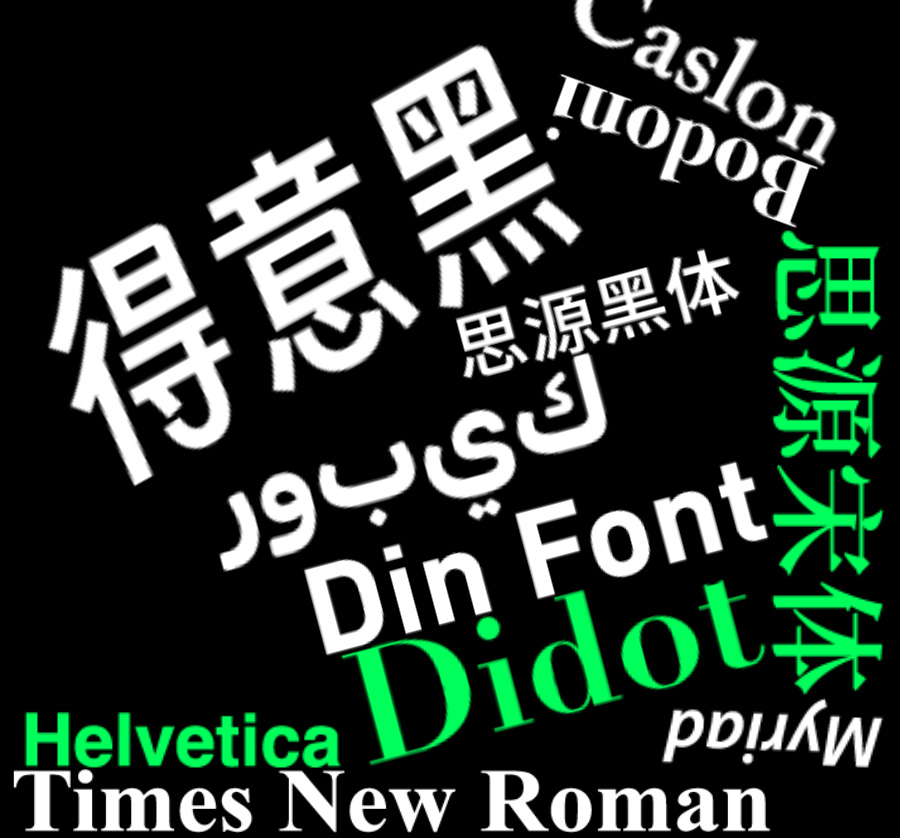 Caslon
Bodoni
得意黑
思源黑体
思源宋体
كيبور
Din Font
Didot
Myriad
Helvetica
Times New Roman